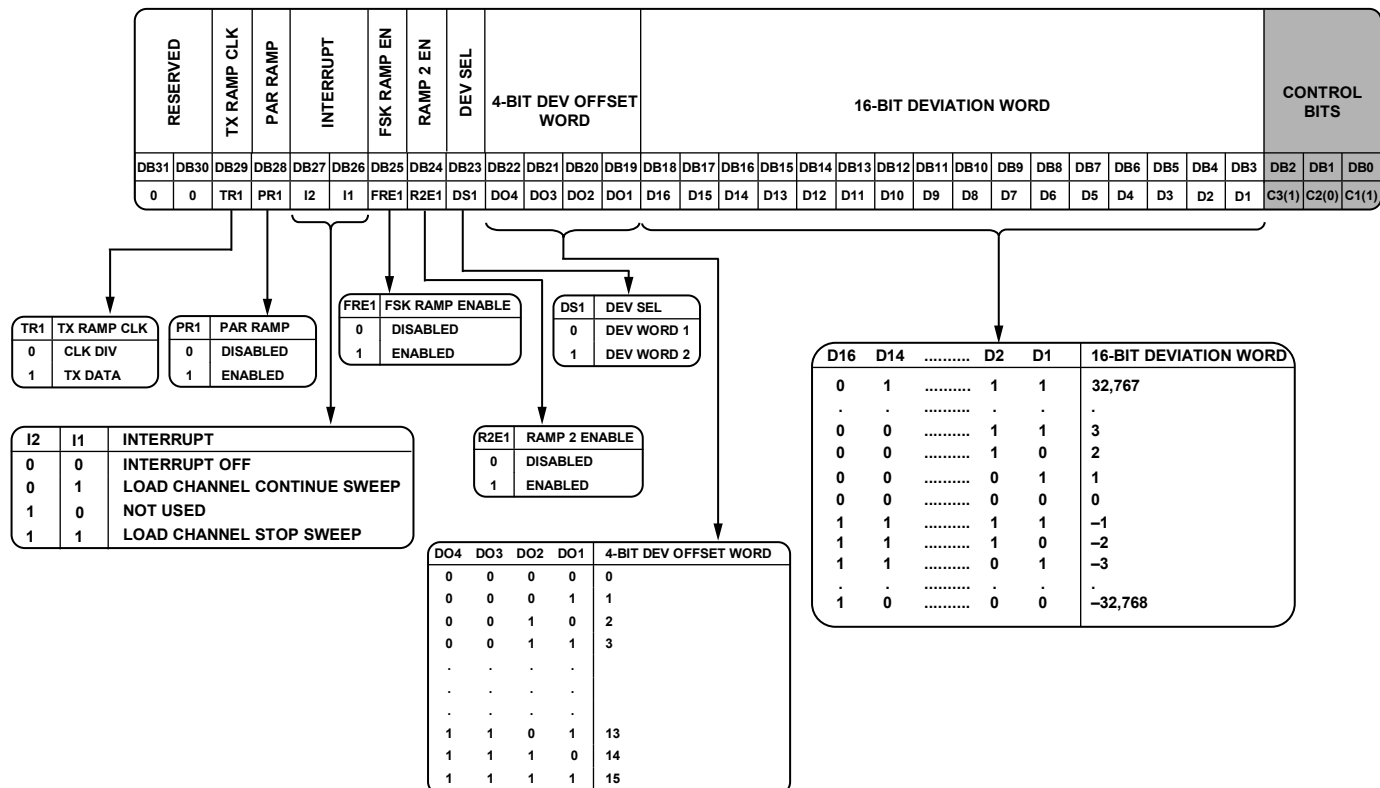 RESERVED
TX RAMP CLK
PAR RAMP
INTERRUPT
FSK RAMP EN
RAMP 2 EN
DEV SEL
4-BIT DEV OFFSET
WORD
16-BIT DEVIATION WORD
CONTROL
BITS
DB31 DB30 DB29 DB28 DB27 DB26 DB25 DB24 DB23 DB22 DB21 DB20 DB19 DB18 DB17 DB16 DB15 DB14 DB13 DB12 DB11 DB10 DB9 DB8 DB7 DB6 DB5 DB4 DB3 DB2 DB1 DB0
0 0 TR1 PR1 I2 I1 FRE1 R2E1 DS1 DO4 DO3 DO2 DO1 D16 D15 D14 D13 D12 D11 D10 D9 D8 D7 D6 D5 D4 D3 D2 D1 C3(1) C2(0) C1(1)
TR1 TX RAMP CLK
0 CLK DIV
1 TX DATA
PR1 PAR RAMP
0 DISABLED
1 ENABLED
FRE1 FSK RAMP ENABLE
0 DISABLED
1 ENABLED
DS1 DEV SEL
0 DEV WORD 1
1 DEV WORD 2
I2 I1 INTERRUPT
0 0 INTERRUPT OFF
0 1 LOAD CHANNEL CONTINUE SWEEP
1 0 NOT USED
1 1 LOAD CHANNEL STOP SWEEP
R2E1 RAMP 2 ENABLE
0 DISABLED
1 ENABLED
D16 D14 .......... D2 D1 16-BIT DEVIATION WORD
0 1 .......... 1 1 32,767
. . .......... . . .
0 0 .......... 1 1 3
0 0 .......... 1 0 2
0 0 .......... 0 1 1
0 0 .......... 0 0 0
1 1 .......... 1 1 –1
1 1 .......... 1 0 –2
1 1 .......... 0 1 –3
. . .......... . . .
1 0 .......... 0 0 –32,768
DO4 DO3 DO2 DO1 4-BIT DEV OFFSET WORD
0 0 0 0 0
0 0 0 1 1
0 0 1 0 2
0 0 1 1 3
. . . .
. . . .
. . . .
1 1 0 1 13
1 1 1 0 14
1 1 1 1 15